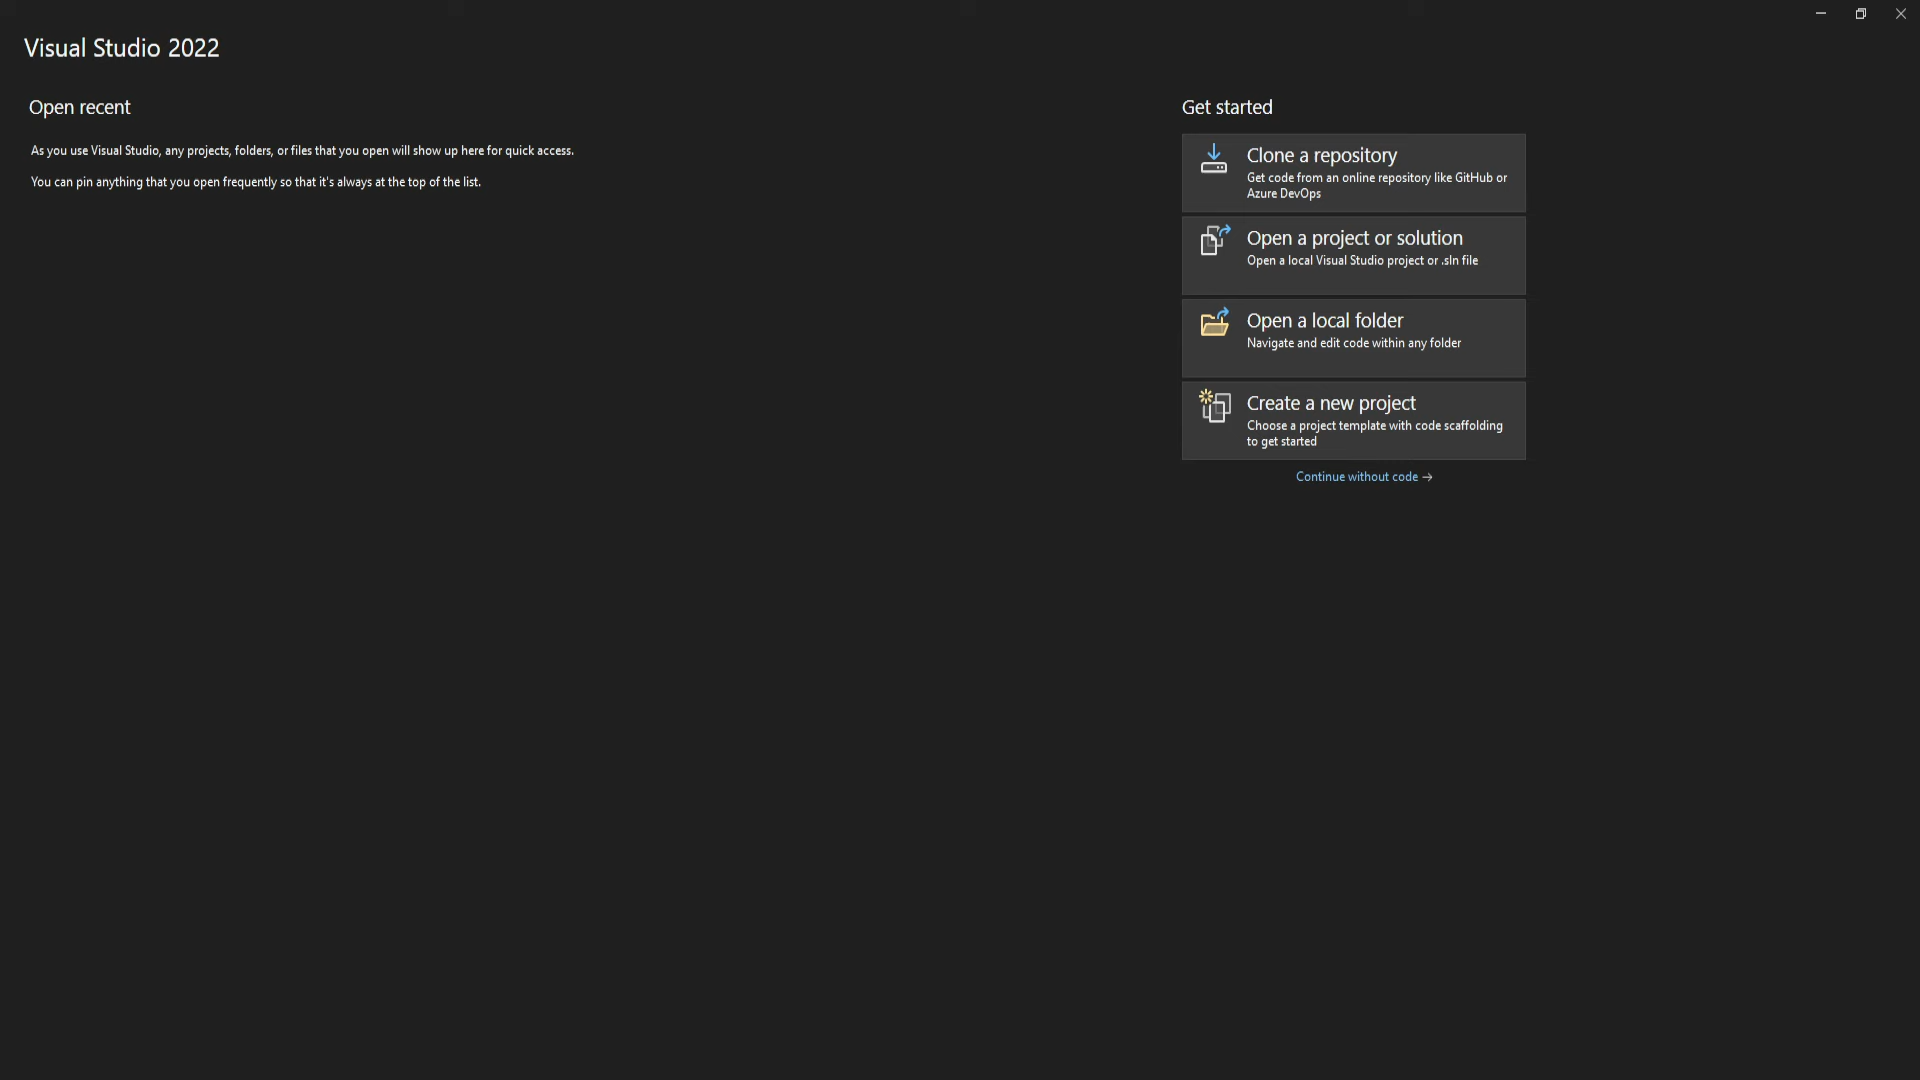 Visual Studio 2022
Open recent
As you use Visual Studio, any projects, folders, or files that you open will show up here for quick access.
You can pin anything that you open frequently so that it's always at the top of the list.
Get started
Clone a repository
Get code from an online repository like GitHub or
Azure DevOps
Open a project or solution
Open a local Visual Studio project or .sln file
Open a local folder
Navigate and edit code within any folder
Create a new project
Choose a project template with code scaffolding
to get started
Continue without code →